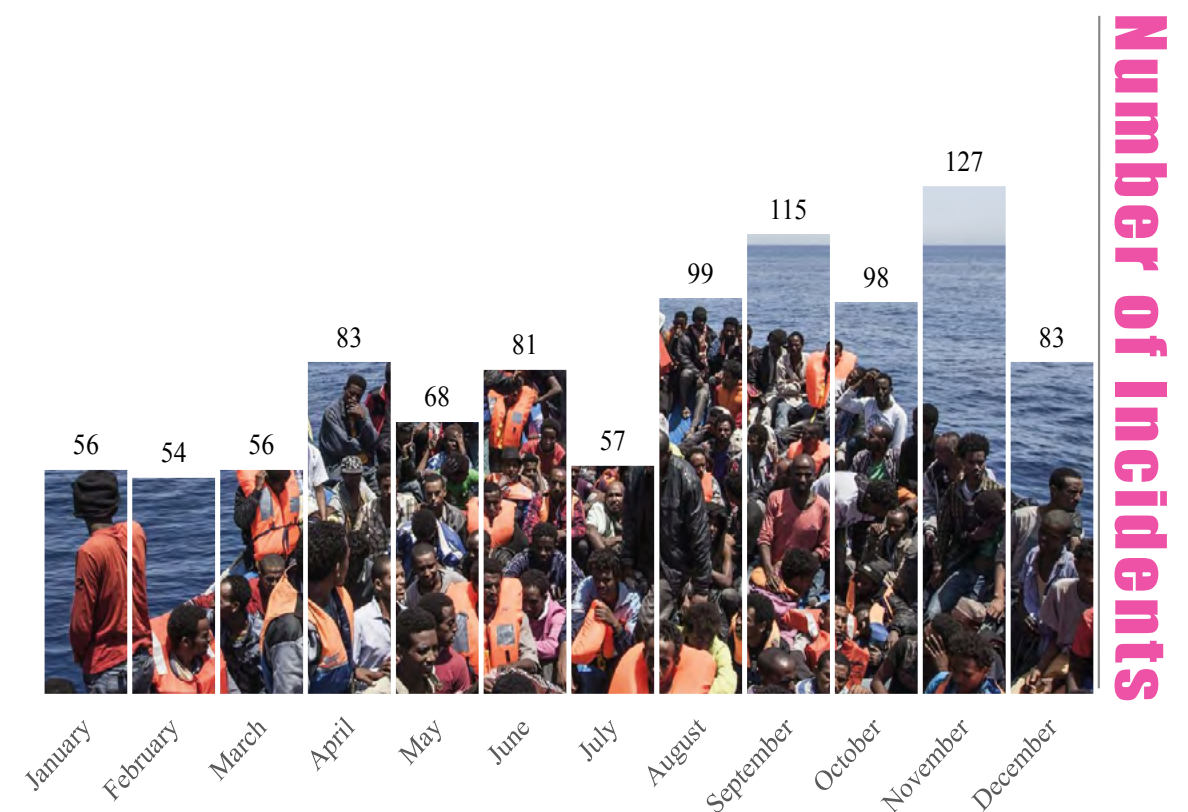 56
54
56
83
68
81
57
99
115
98
127
83
January
February
March
April
May
June
July
August
September
October
November
December
Number of Incidents